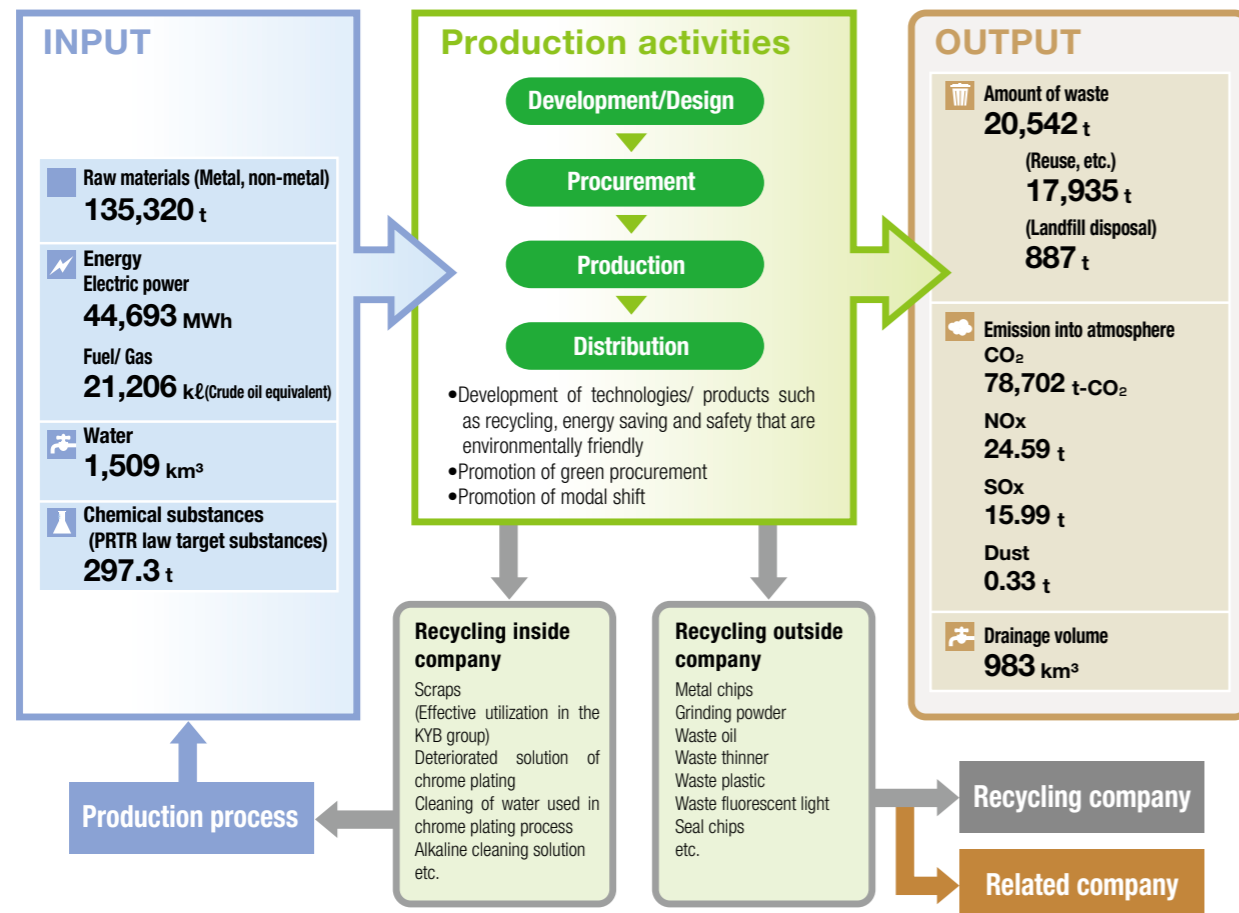 INPUT
Raw materials (Metal, non-metal)
135,320 t
Energy
Electric power
44,693 MWh
Fuel/ Gas
21,206 kℓ(Crude oil equivalent)
Water
1,509 km³
Chemical substances
(PRTR law target substances)
297.3 t
Production activities
Development/Design
Procurement
Production
Distribution
•Development of technologies/ products such
as recycling, energy saving and safety that are
environmentally friendly
•Promotion of green procurement
•Promotion of modal shift
OUTPUT
Amount of waste
20,542 t
(Reuse, etc.)
17,935 t
(Landfill disposal)
887 t
Emission into atmosphere
CO₂
78,702 t-CO₂
NOx
24.59 t
SOx
15.99 t
Dust
0.33 t
Drainage volume
983 km³
Recycling inside
company
Scraps
(Effective utilization in the
KYB group)
Deteriorated solution of
chrome plating
Cleaning of water used in
chrome plating process
Alkaline cleaning solution
etc.
Recycling outside
company
Metal chips
Grinding powder
Waste oil
Waste thinner
Waste plastic
Waste fluorescent light
Seal chips
etc.
Production process
Recycling company
Related company